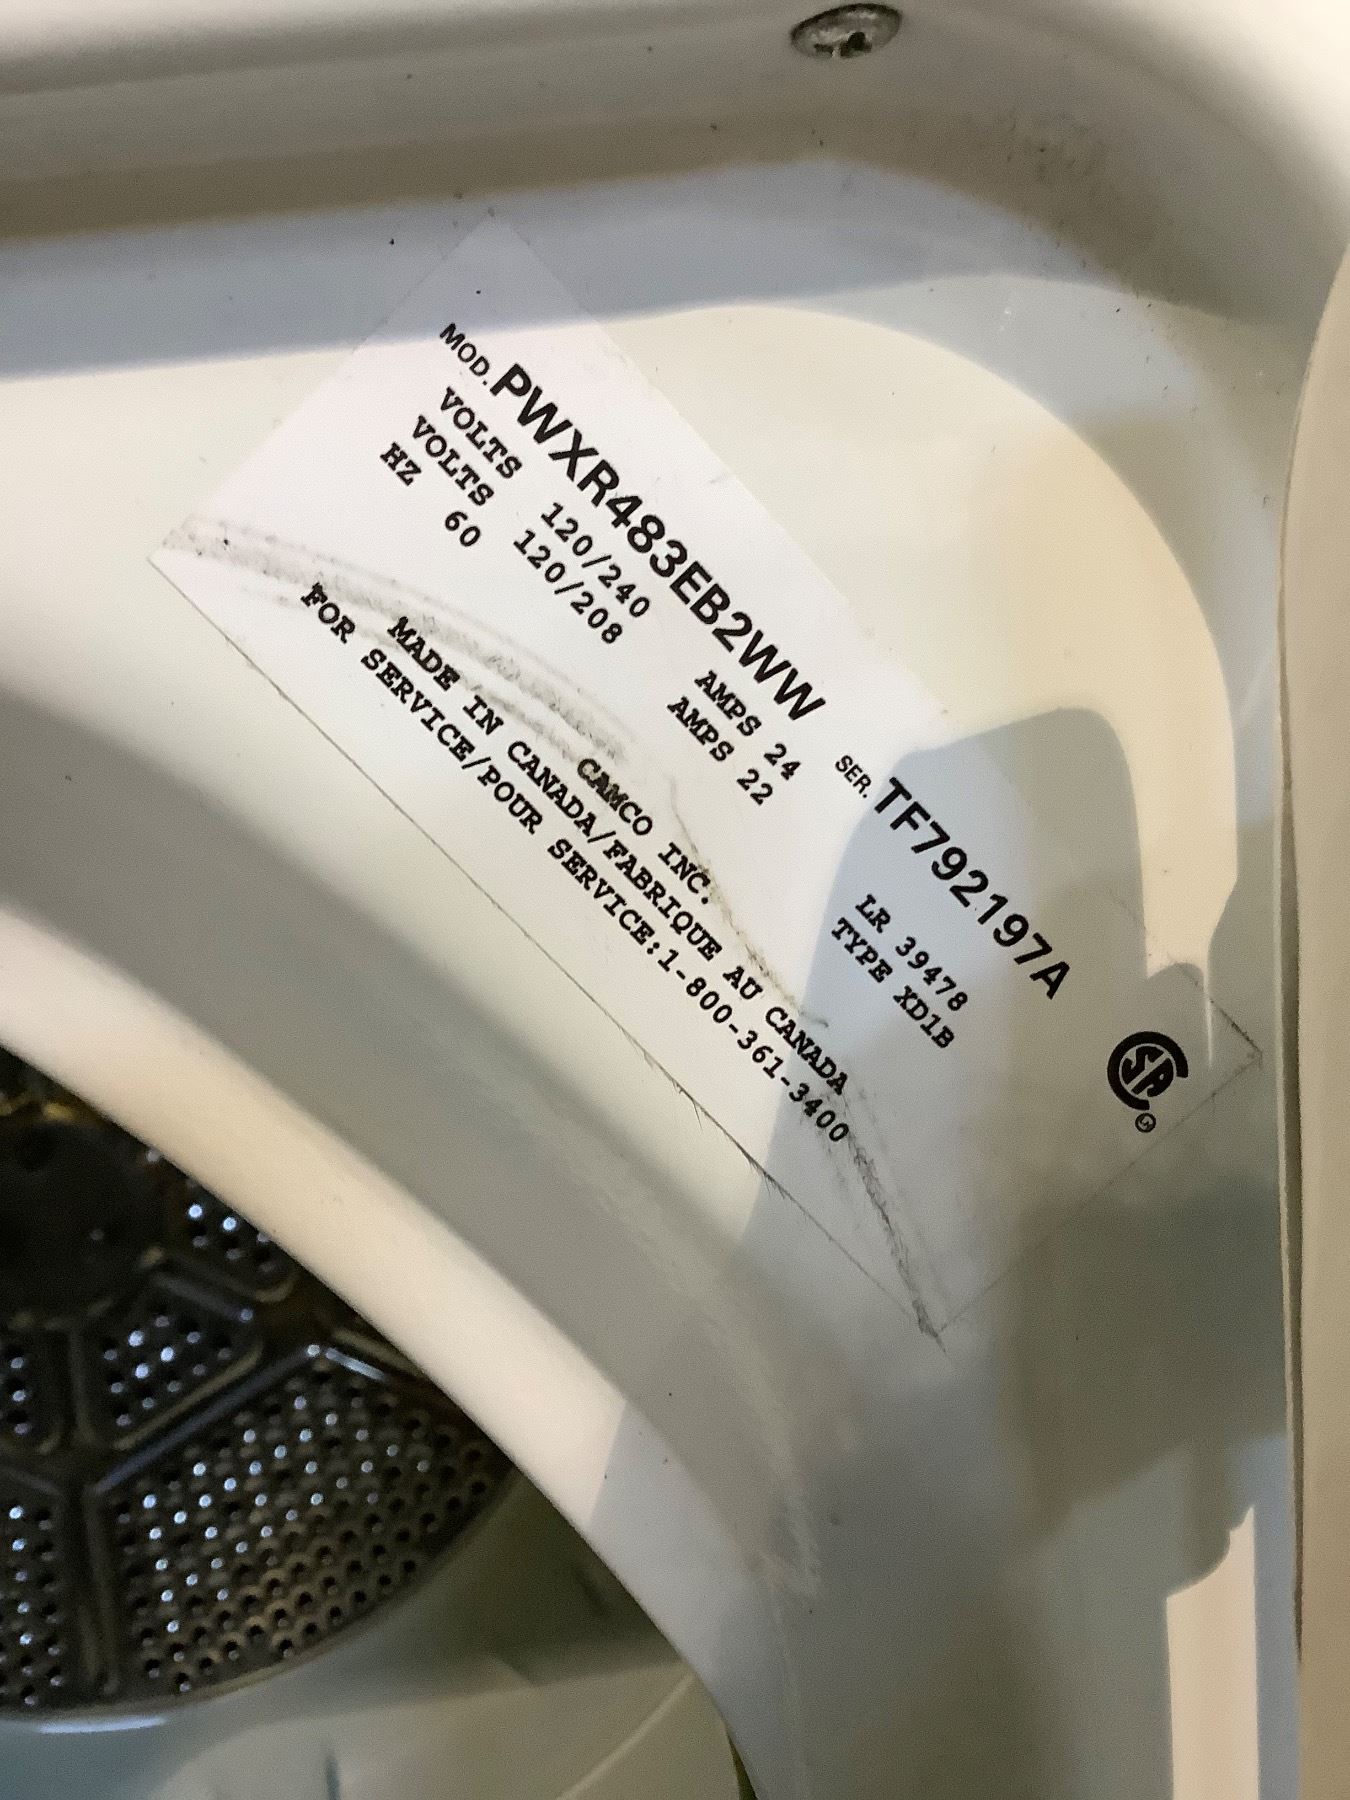 MOD. PWXR483EB2WW SER. TF792197A
VOLTS 120/240 AMPS 24 LR 39478
VOLTS 120/208 AMPS 22 TYPE XD1B
HZ 60
CAMCO INC.
MADE IN CANADA/FABRIQUE AU CANADA
FOR SERVICE/POUR SERVICE:1-800-361-3400
SA ®